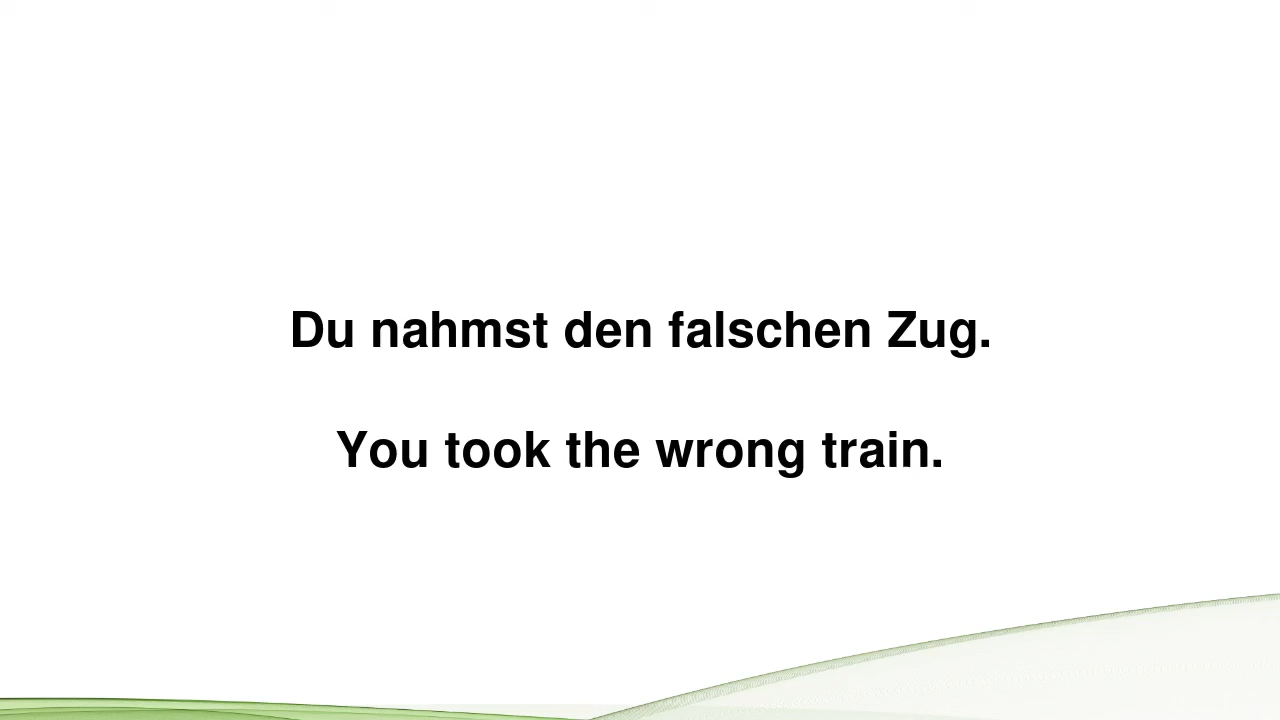 Du nahmst den falschen Zug.
You took the wrong train.